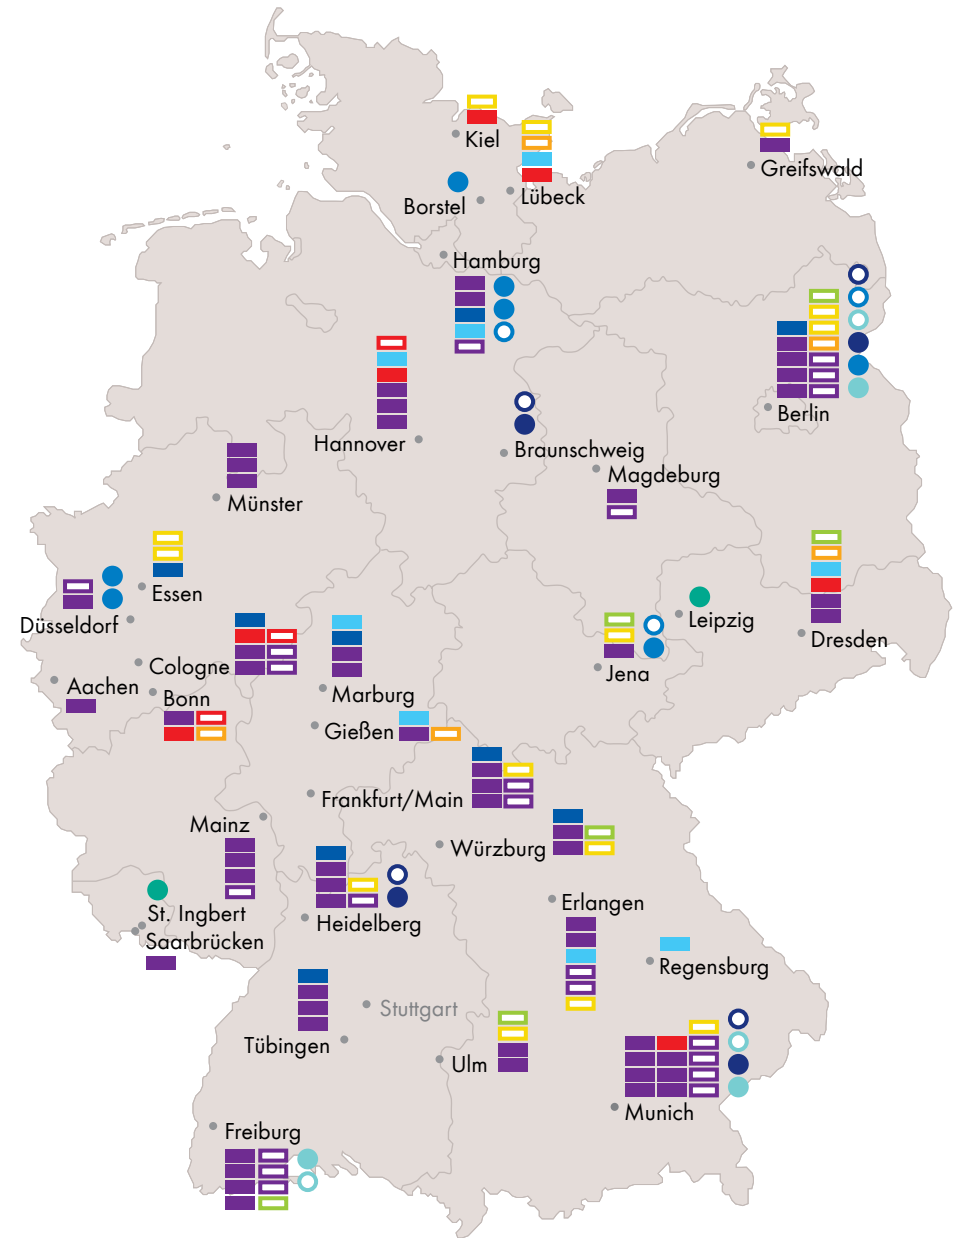 Kiel
Greifswald
Lübeck
Borstel
Hamburg
Berlin
Hannover
Braunschweig
Magdeburg
Münster
Essen
Leipzig
Düsseldorf
Dresden
Cologne
Jena
Aachen
Bonn
Marburg
Gießen
Frankfurt/Main
Mainz
Würzburg
St. Ingbert
Erlangen
Heidelberg
Saarbrücken
Regensburg
Stuttgart
Tübingen
Ulm
Munich
Freiburg